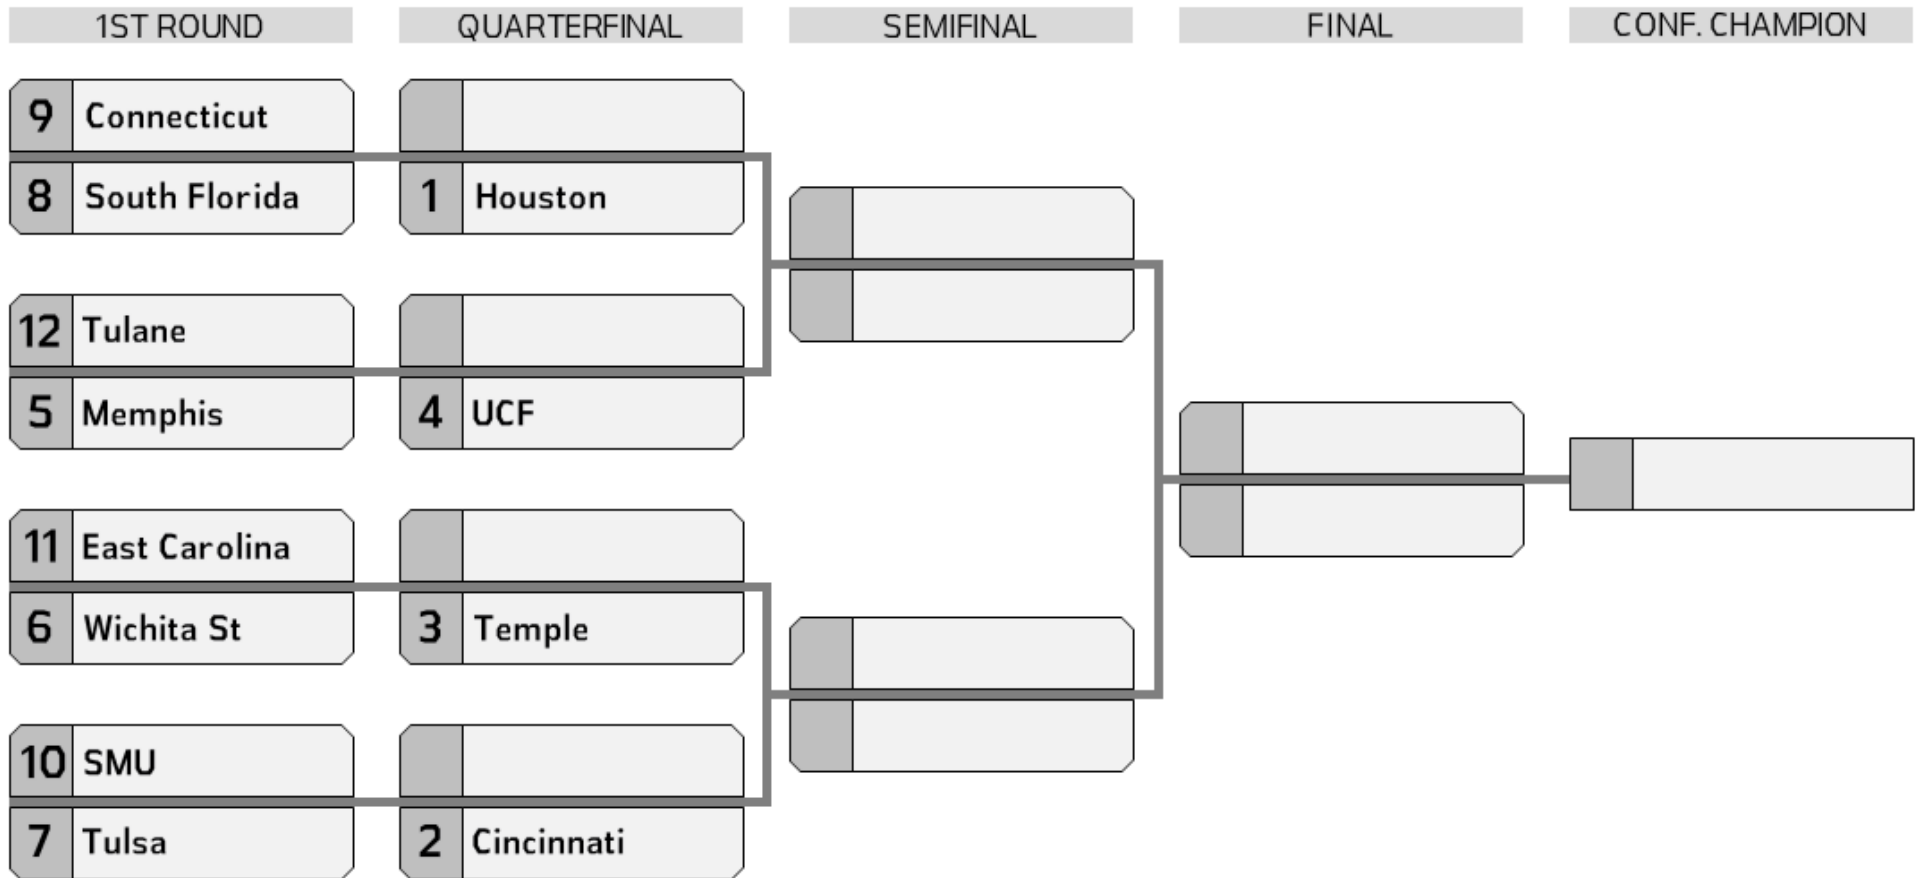 1ST ROUND QUARTERFINAL SEMIFINAL FINAL CONF. CHAMPION
9 Connecticut
8 South Florida 1 Houston
12 Tulane
5 Memphis 4 UCF
11 East Carolina
6 Wichita St 3 Temple
10 SMU
7 Tulsa 2 Cincinnati